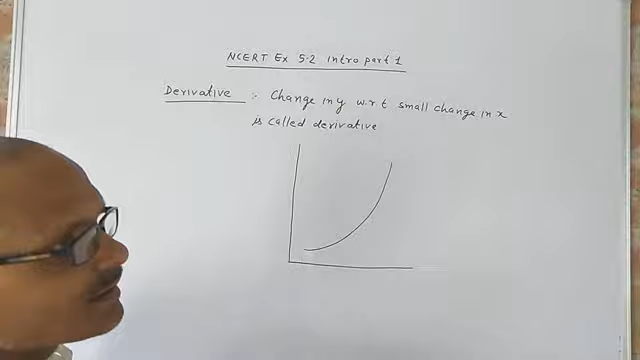 NCERT Ex 5.2 intro part 1
Derivative :- Change in y w.r.t small change in x
is called derivative